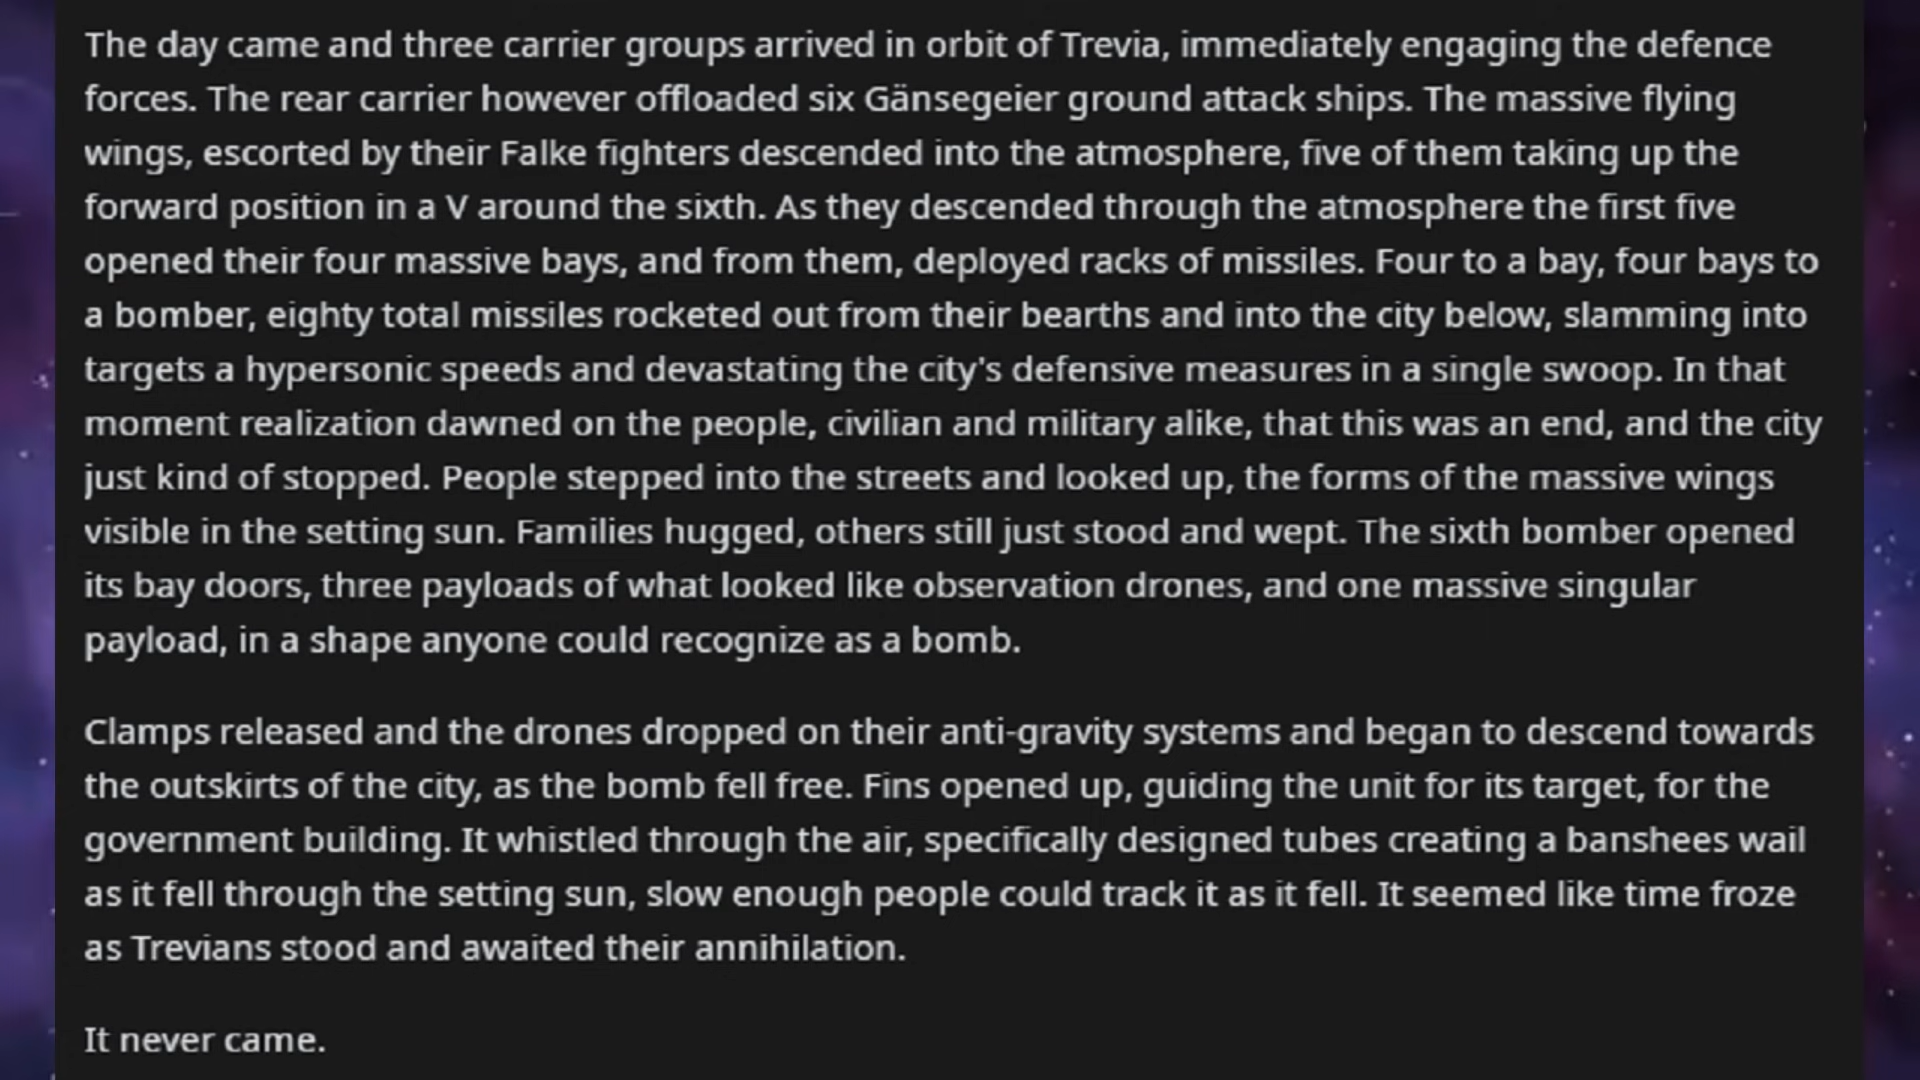 The day came and three carrier groups arrived in orbit of Trevia, immediately engaging the defence
forces. The rear carrier however offloaded six Gänsegeier ground attack ships. The massive flying
wings, escorted by their Falke fighters descended into the atmosphere, five of them taking up the
forward position in a V around the sixth. As they descended through the atmosphere the first five
opened their four massive bays, and from them, deployed racks of missiles. Four to a bay, four bays to
a bomber, eighty total missiles rocketed out from their bearths and into the city below, slamming into
targets a hypersonic speeds and devastating the city's defensive measures in a single swoop. In that
moment realization dawned on the people, civilian and military alike, that this was an end, and the city
just kind of stopped. People stepped into the streets and looked up, the forms of the massive wings
visible in the setting sun. Families hugged, others still just stood and wept. The sixth bomber opened
its bay doors, three payloads of what looked like observation drones, and one massive singular
payload, in a shape anyone could recognize as a bomb.
Clamps released and the drones dropped on their anti-gravity systems and began to descend towards
the outskirts of the city, as the bomb fell free. Fins opened up, guiding the unit for its target, for the
government building. It whistled through the air, specifically designed tubes creating a banshees wail
as it fell through the setting sun, slow enough people could track it as it fell. It seemed like time froze
as Trevians stood and awaited their annihilation.
It never came.